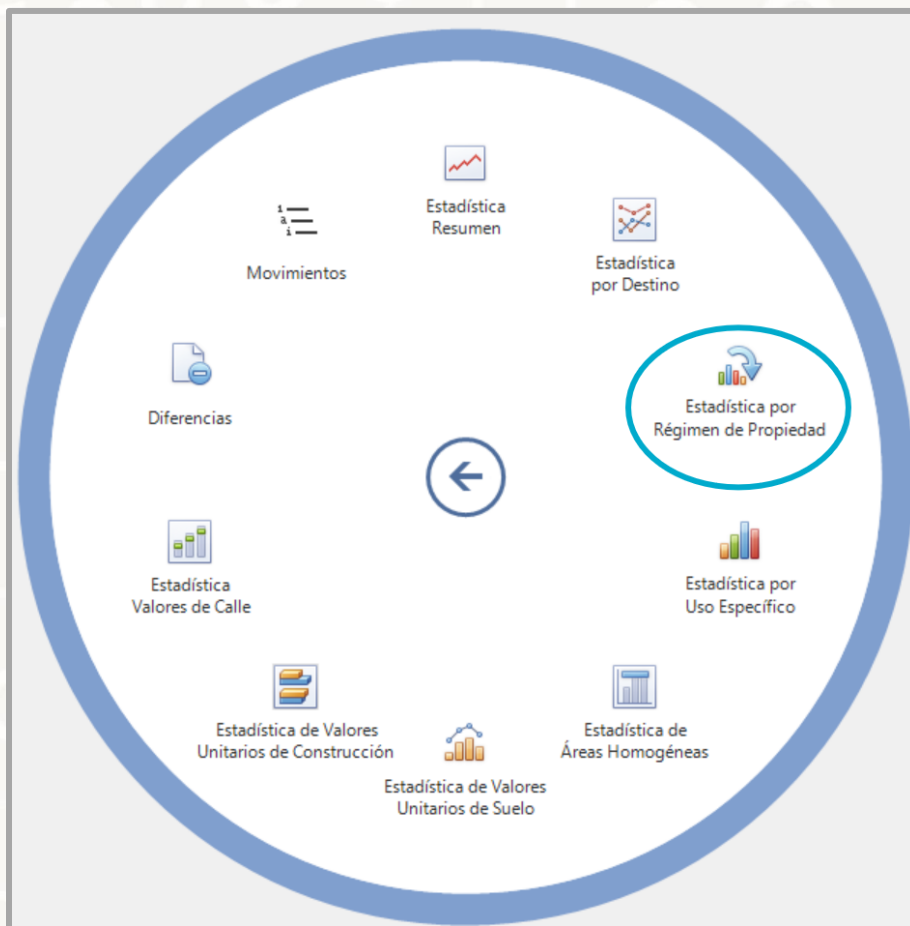 Estadística
Resumen
1
a
i
Movimientos
Estadística
por Destino
Diferencias
Estadística por
Régimen de Propiedad
Estadística
Valores de Calle
Estadística por
Uso Específico
Estadística de Valores
Unitarios de Construcción
Estadística de
Áreas Homogéneas
Estadística de Valores
Unitarios de Suelo